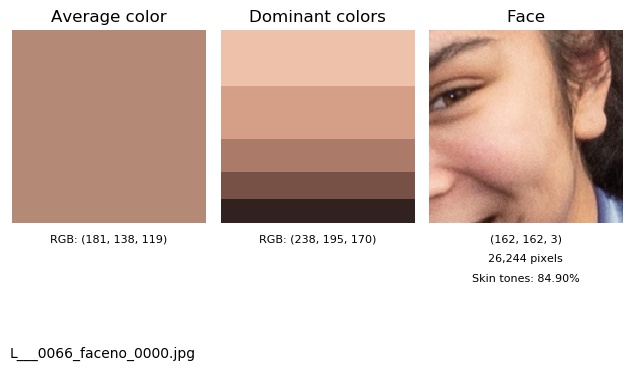 Average color
Dominant colors
Face
RGB: (181, 138, 119)
RGB: (238, 195, 170)
(162, 162, 3)
26,244 pixels
Skin tones: 84.90%
L___0066_faceno_0000.jpg